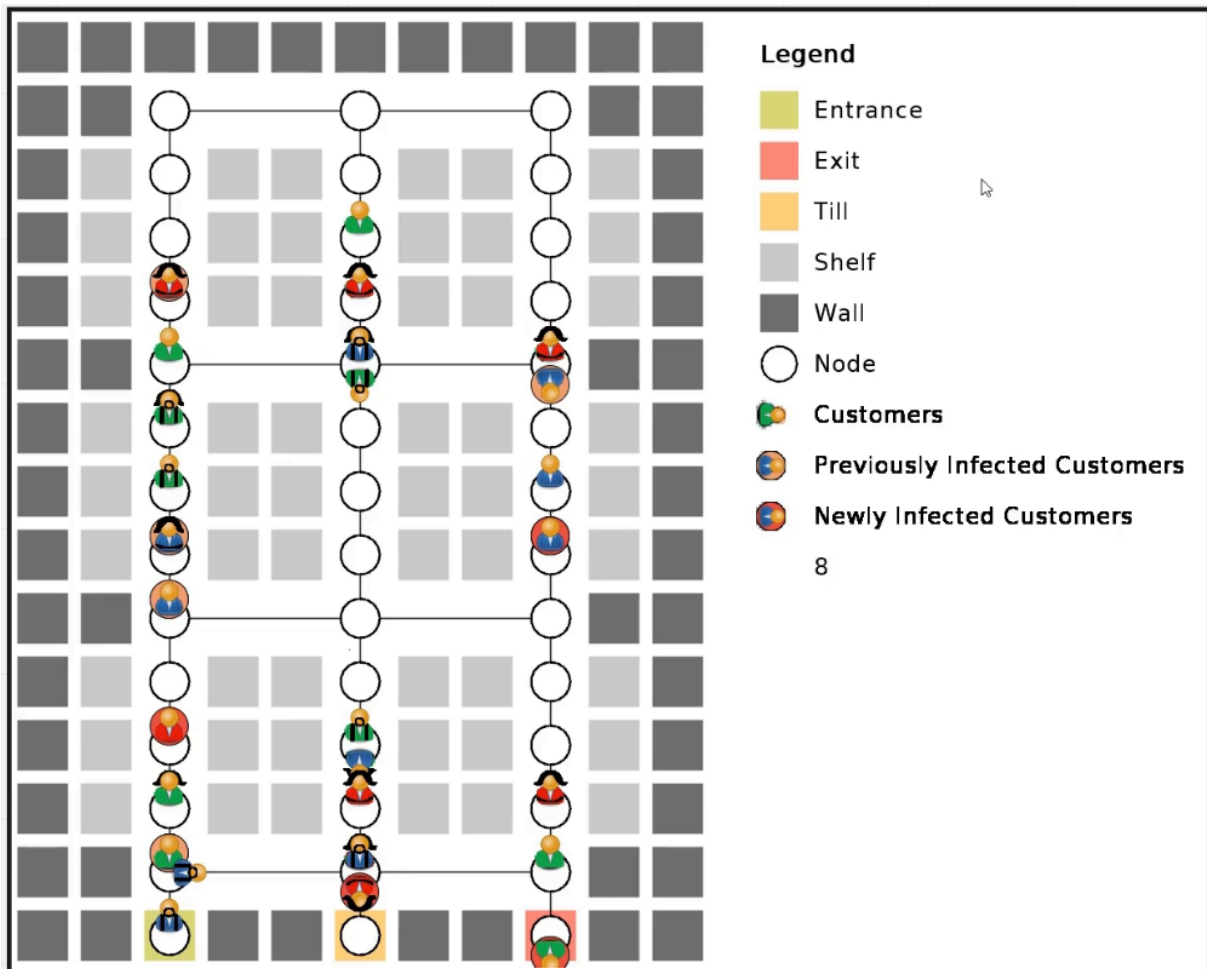 Legend
Entrance
Exit
Till
Shelf
Wall
Node
Customers
Previously Infected Customers
Newly Infected Customers
8